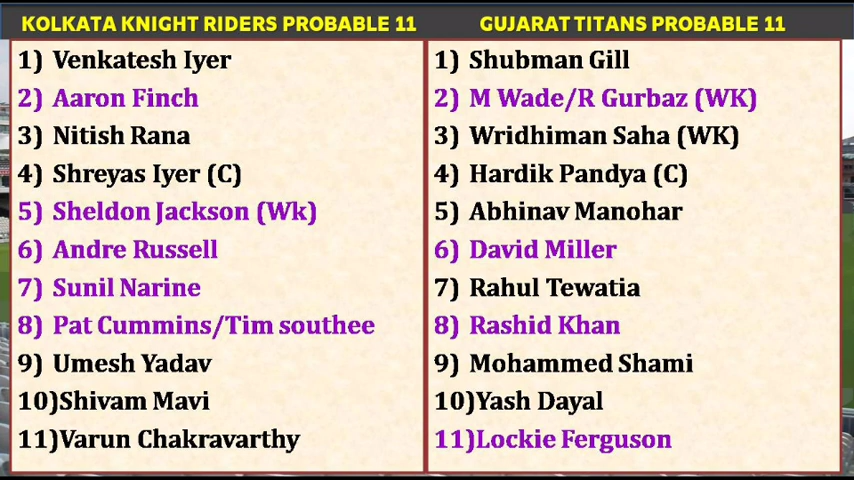 KOLKATA KNIGHT RIDERS PROBABLE 11
1) Venkatesh Iyer
2) Aaron Finch
3) Nitish Rana
4) Shreyas Iyer (C)
5) Sheldon Jackson (Wk)
6) Andre Russell
7) Sunil Narine
8) Pat Cummins/Tim southee
9) Umesh Yadav
10)Shivam Mavi
11)Varun Chakravarthy
GUJARAT TITANS PROBABLE 11
1) Shubman Gill
2) M Wade/R Gurbaz (WK)
3) Wridhiman Saha (WK)
4) Hardik Pandya (C)
5) Abhinav Manohar
6) David Miller
7) Rahul Tewatia
8) Rashid Khan
9) Mohammed Shami
10)Yash Dayal
11)Lockie Ferguson